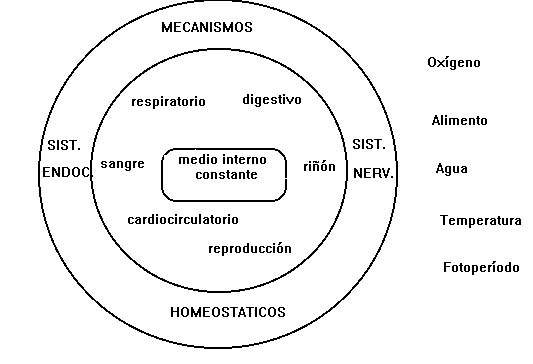 MECANISMOS
Oxígeno
respiratorio
digestivo
Alimento
SIST.
ENDOC.
SIST.
NERV.
sangre
medio interno
constante
riñón
Agua
cardiocirculatorio
Temperatura
reproducción
Fotoperíodo
HOMEOSTATICOS